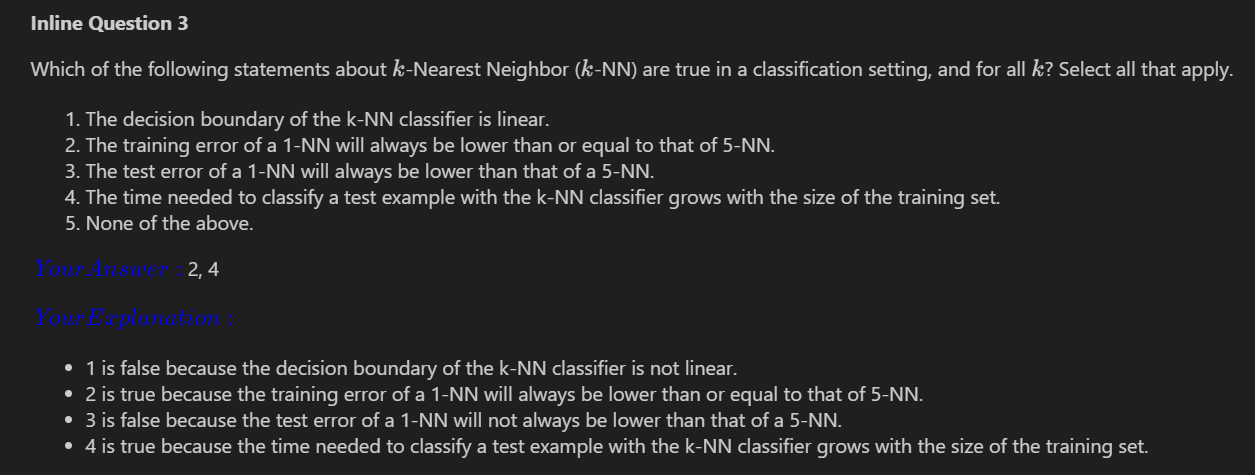 Inline Question 3
Which of the following statements about k-Nearest Neighbor (k-NN) are true in a classification setting, and for all k? Select all that apply.
1. The decision boundary of the k-NN classifier is linear.
2. The training error of a 1-NN will always be lower than or equal to that of 5-NN.
3. The test error of a 1-NN will always be lower than that of a 5-NN.
4. The time needed to classify a test example with the k-NN classifier grows with the size of the training set.
5. None of the above.
YourAnswer : 2, 4
YourExplanation :
• 1 is false because the decision boundary of the k-NN classifier is not linear.
• 2 is true because the training error of a 1-NN will always be lower than or equal to that of 5-NN.
• 3 is false because the test error of a 1-NN will not always be lower than that of a 5-NN.
• 4 is true because the time needed to classify a test example with the k-NN classifier grows with the size of the training set.